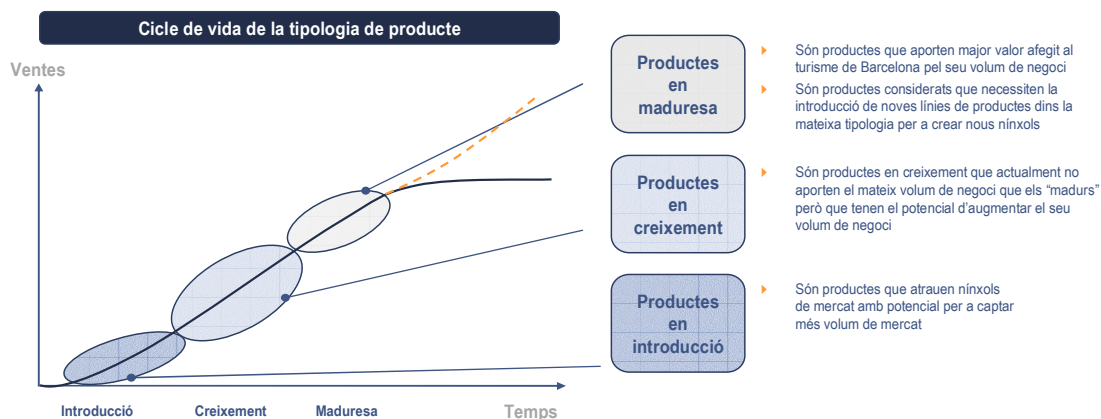 Cicle de vida de la tipologia de producte
Ventes
Introducció
Creixement
Maduresa
Temps
Productes
en
maduresa
Són productes que aporten major valor afegit al
turisme de Barcelona pel seu volum de negoci
Són productes considerats que necessiten la
introducció de noves línies de productes dins la
mateixa tipologia per a crear nous nínxols
Productes
en
creixement
Són productes en creixement que actualment no
aporten el mateix volum de negoci que els “madurs”
però que tenen el potencial d’augmentar el seu
volum de negoci
Productes
en
introducció
Són productes que atrauen nínxols
de mercat amb potencial per a captar
més volum de mercat